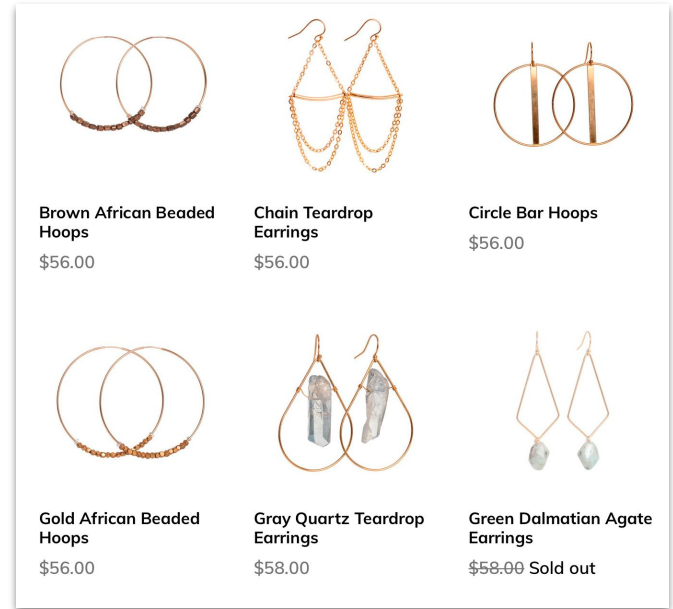 Brown African Beaded
Hoops
$56.00
Chain Teardrop
Earrings
$56.00
Circle Bar Hoops
$56.00
Gold African Beaded
Hoops
$56.00
Gray Quartz Teardrop
Earrings
$58.00
Green Dalmatian Agate
Earrings
$58.00 Sold out